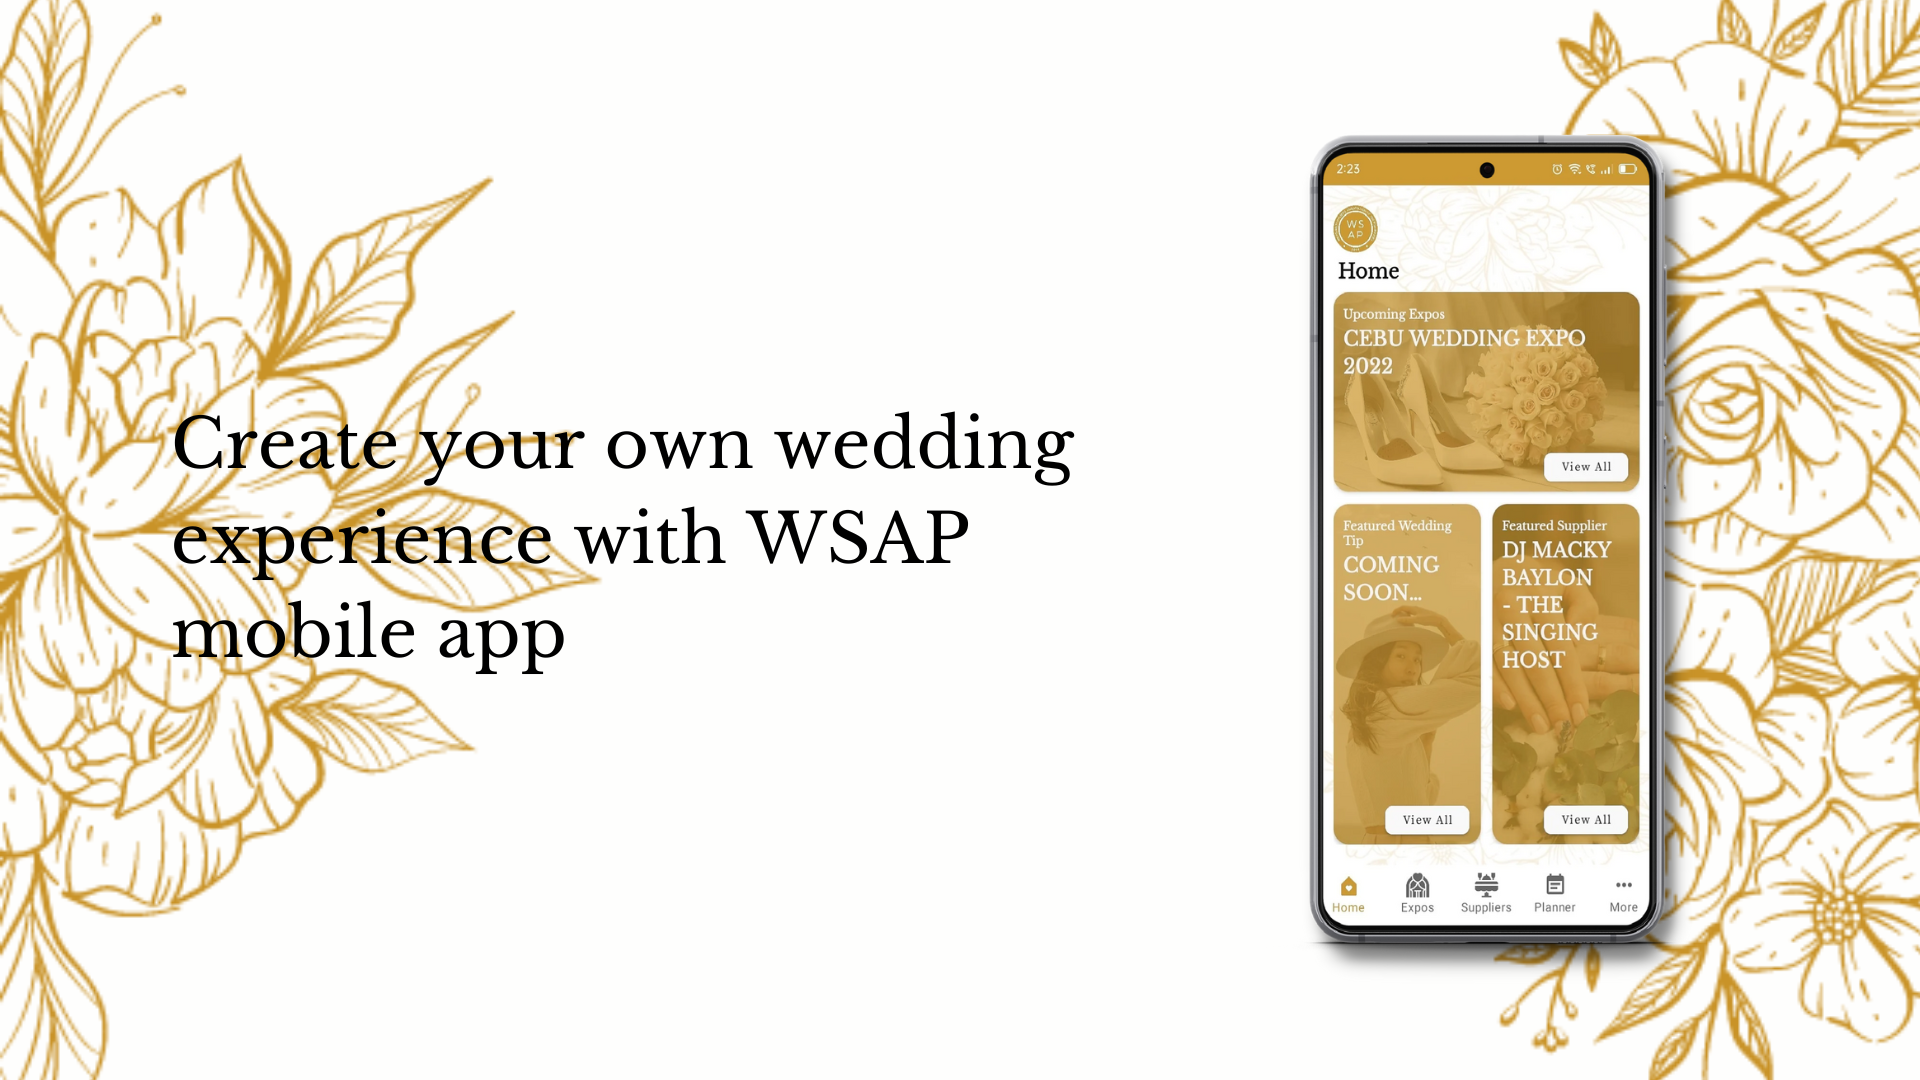 Create your own wedding
experience with WSAP
mobile app
2:23
WS
AP
Home
Upcoming Expos
CEBU WEDDING EXPO
2022
View All
Featured Wedding
Tip
COMING
SOON...
View All
Featured Supplier
DJ MACKY
BAYLON
- THE
SINGING
HOST
View All
Home
Expos
Suppliers
Planner
More